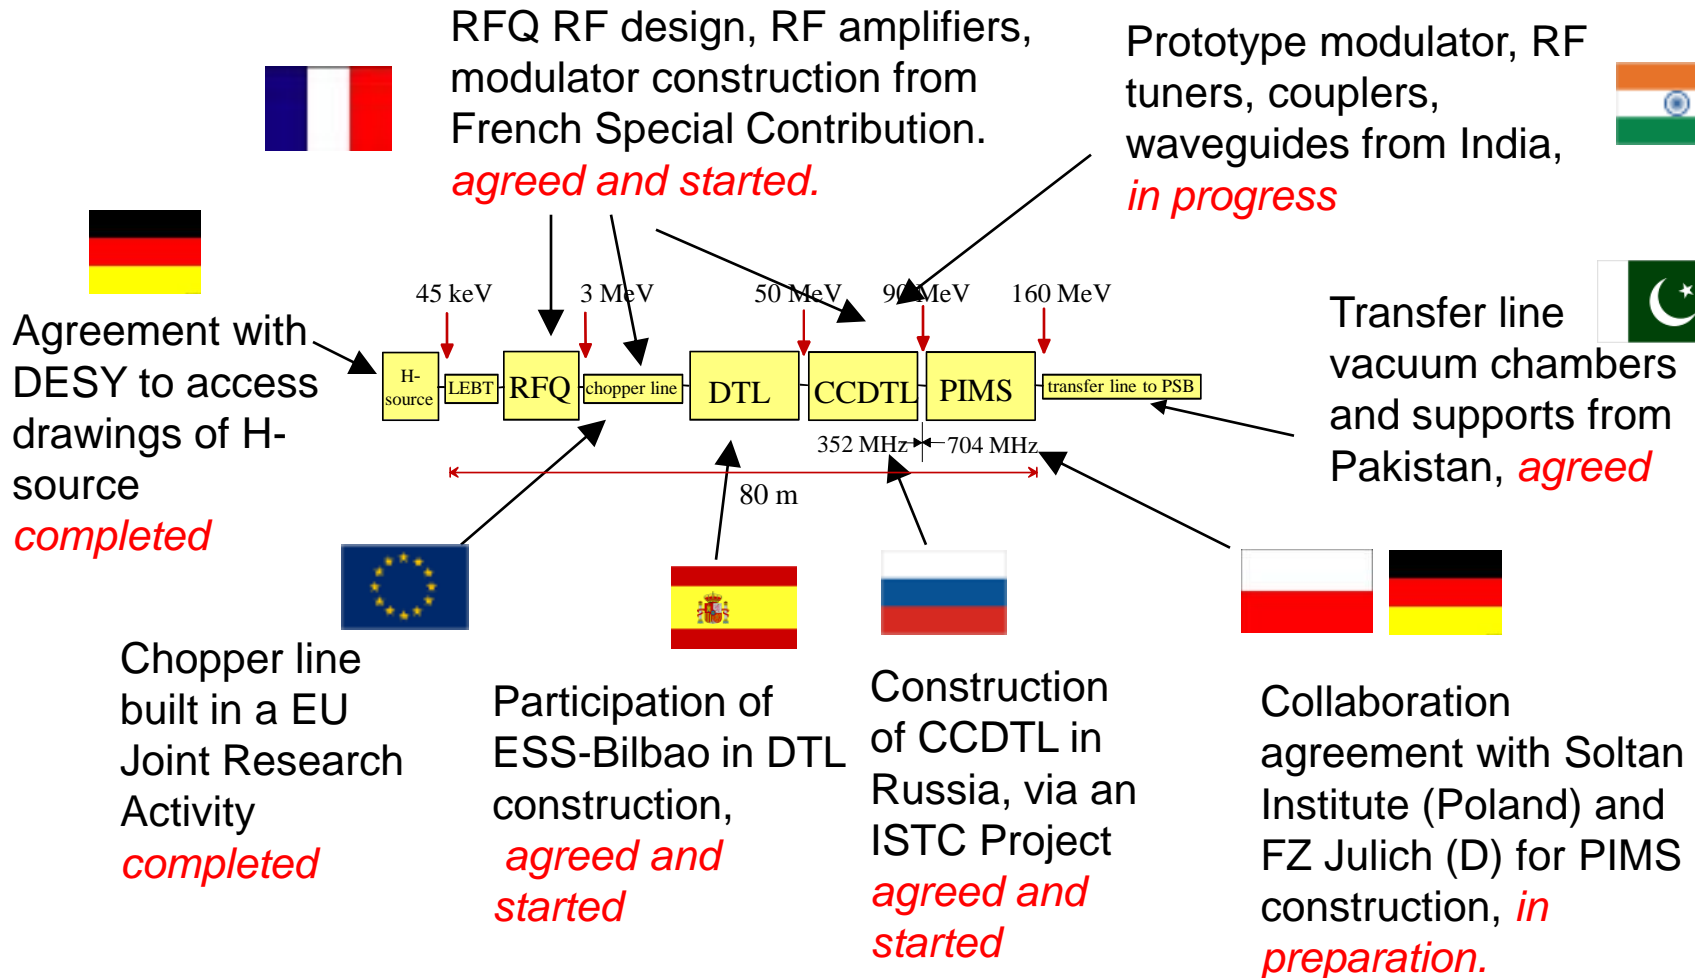 RFQ RF design, RF amplifiers,
modulator construction from
French Special Contribution.
agreed and started.
Prototype modulator, RF
tuners, couplers,
waveguides from India,
in progress
Agreement with
DESY to access
drawings of H-
source
completed
45 keV
3 MeV
50 MeV
90 MeV
160 MeV
H-
source
LEBT
RFQ
chopper line
DTL
CCDTL
PIMS
transfer line to PSB
352 MHz
704 MHz
80 m
Transfer line
vacuum chambers
and supports from
Pakistan, agreed
Chopper line
built in a EU
Joint Research
Activity
completed
Participation of
ESS-Bilbao in DTL
construction,
agreed and
started
Construction
of CCDTL in
Russia, via an
ISTC Project
agreed and
started
Collaboration
agreement with Soltan
Institute (Poland) and
FZ Julich (D) for PIMS
construction, in
preparation.